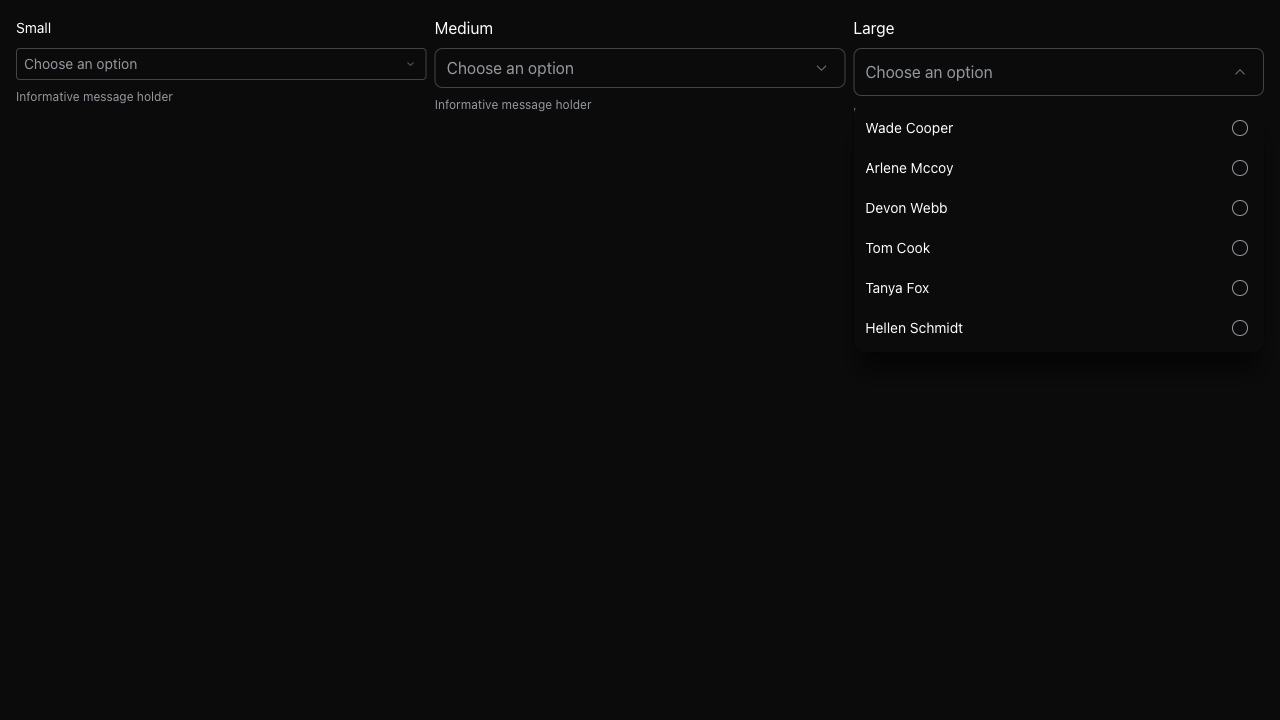 Small
Choose an option
Informative message holder
Medium
Choose an option
Informative message holder
Large
Choose an option
Wade Cooper
Arlene Mccoy
Devon Webb
Tom Cook
Tanya Fox
Hellen Schmidt